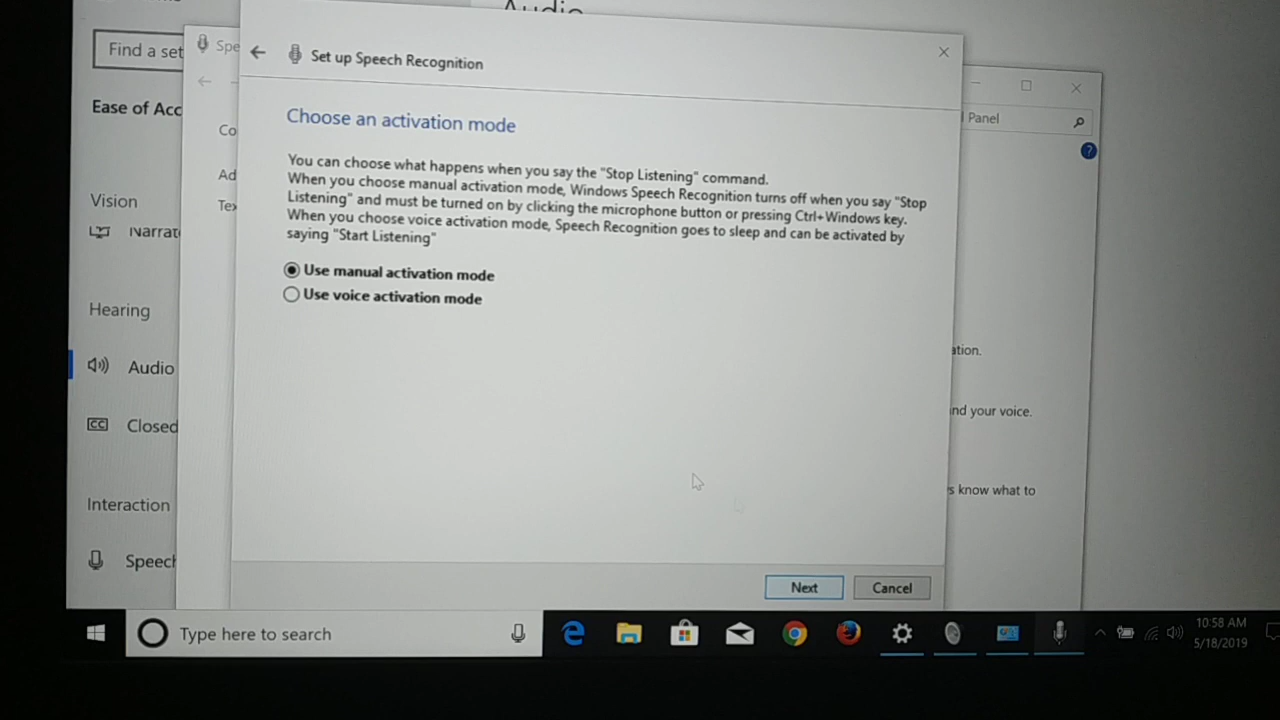 Audio
Find a set
Spe
Set up Speech Recognition
Ease of Acc
Co
Choose an activation mode
Panel
You can choose what happens when you say the "Stop Listening" command.
When you choose manual activation mode, Windows Speech Recognition turns off when you say "Stop
Listening" and must be turned on by clicking the microphone button or pressing Ctrl+Windows key.
When you choose voice activation mode, Speech Recognition goes to sleep and can be activated by
saying "Start Listening"
Ad
Vision
Tex
Narrat
Use manual activation mode
Use voice activation mode
Hearing
ation.
Audio
nd your voice.
CC Closed
s know what to
Interaction
Speech
Next
Cancel
Type here to search
10:58 AM
5/18/2019